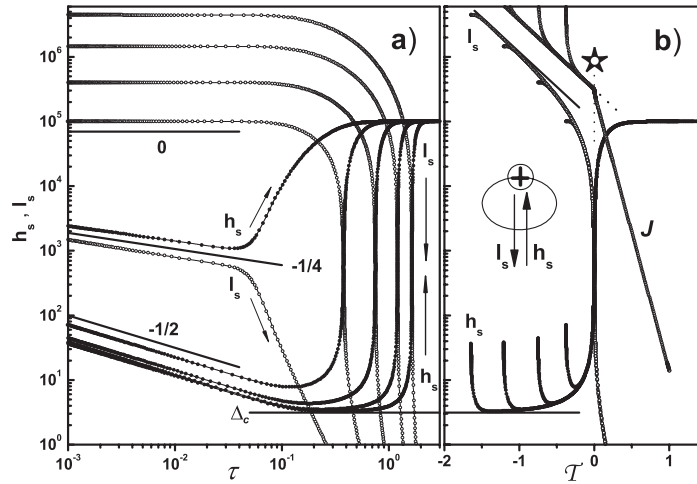 a)
b)
h_s , l_s
10^6
10^5
10^4
10^3
10^2
10^1
10^0
0
h_s
-1/4
l_s
-1/2
Δ_c
l_s
h_s
10^-3
10^-2
10^-1
10^0
τ
l_s
+
l_s
h_s
J
h_s
-2
-1
0
1
2
𝒯